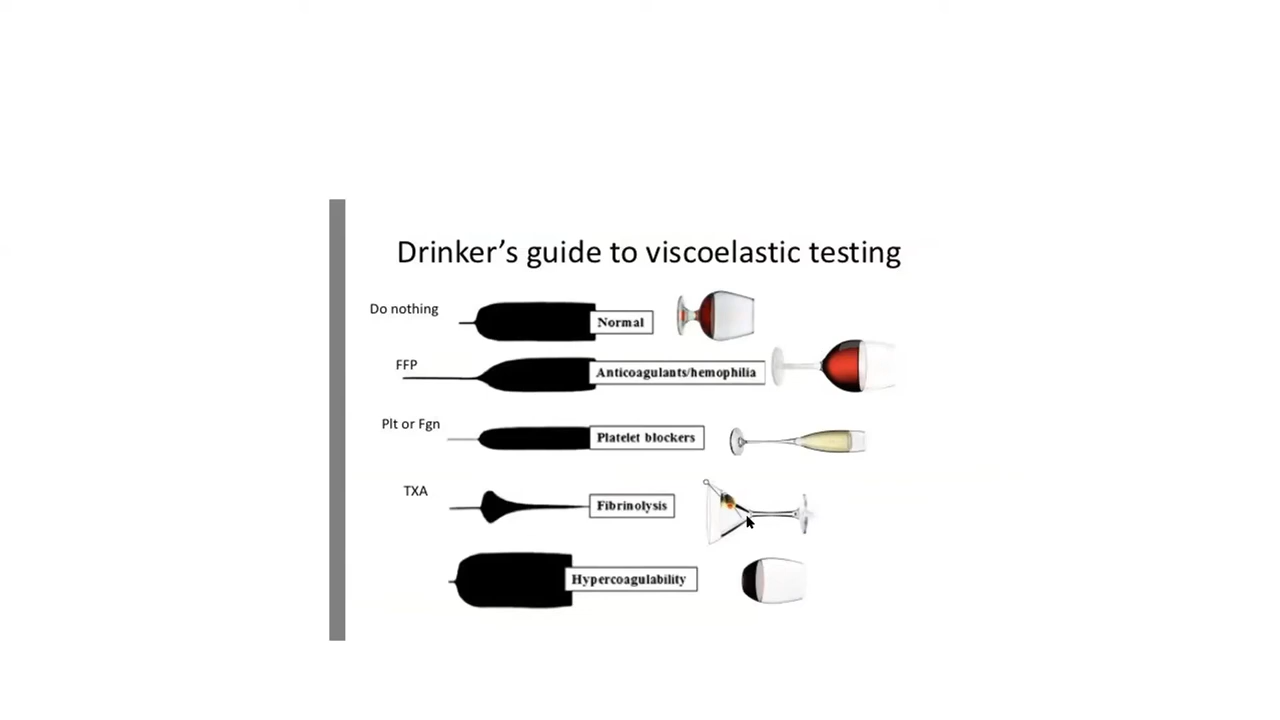 Drinker's guide to viscoelastic testing
Do nothing
Normal
FFP
Anticoagulants/hemophilia
Plt or Fgn
Platelet blockers
TXA
Fibrinolysis
Hypercoagulability